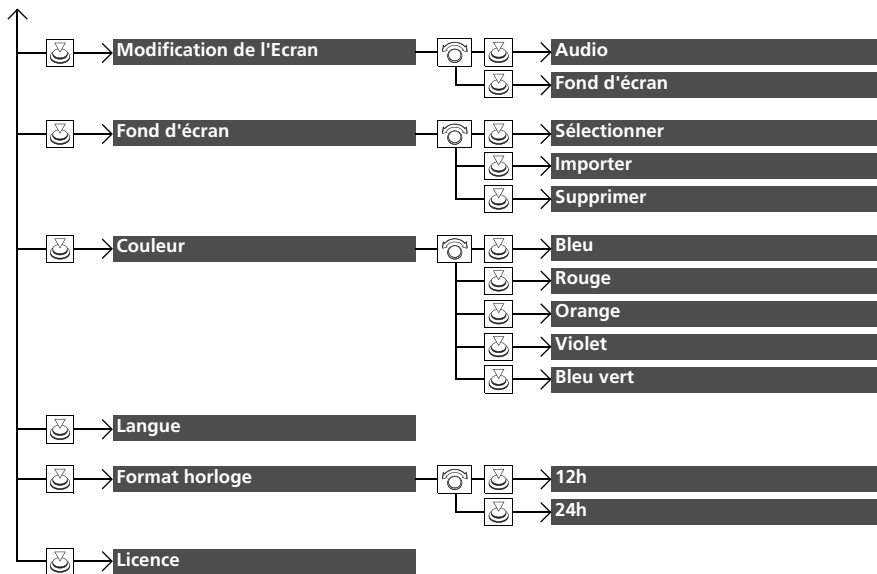 Modification de l'Ecran
Audio
Fond d'écran
Fond d'écran
Sélectionner
Importer
Supprimer
Couleur
Bleu
Rouge
Orange
Violet
Bleu vert
Langue
Format horloge
12h
24h
Licence